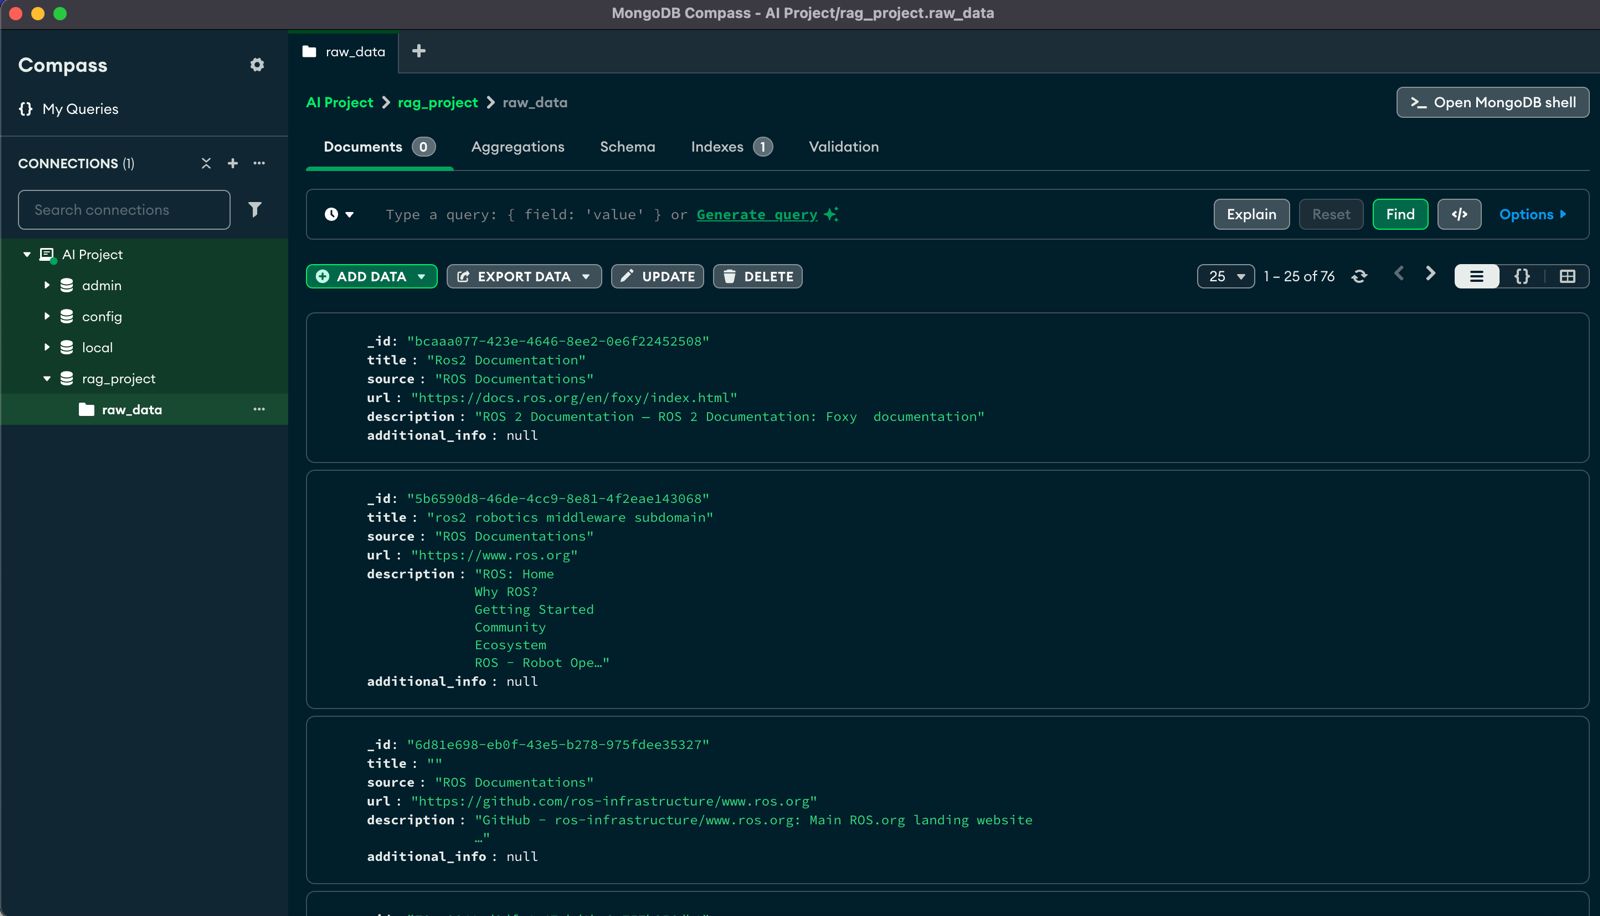 MongoDB Compass - AI Project/rag_project.raw_data
Compass
{} My Queries
CONNECTIONS (1)
Search connections
AI Project
admin
config
local
rag_project
raw_data
raw_data
AI Project > rag_project > raw_data
>_ Open MongoDB shell
Documents 0
Aggregations
Schema
Indexes 1
Validation
Type a query: { field: 'value' } or Generate query
Explain
Reset
Find
</>
Options
ADD DATA
EXPORT DATA
UPDATE
DELETE
25
1 – 25 of 76
{}
_id: "bcaaa077-423e-4646-8ee2-0e6f22452508"
title : "Ros2 Documentation"
source : "ROS Documentations"
url : "https://docs.ros.org/en/foxy/index.html"
description : "ROS 2 Documentation — ROS 2 Documentation: Foxy  documentation"
additional_info : null
_id: "5b6590d8-46de-4cc9-8e81-4f2eae143068"
title : "ros2 robotics middleware subdomain"
source : "ROS Documentations"
url : "https://www.ros.org"
description : "ROS: Home
Why ROS?
Getting Started
Community
Ecosystem
ROS - Robot Ope…"
additional_info : null
_id: "6d81e698-eb0f-43e5-b278-975fdee35327"
title : ""
source : "ROS Documentations"
url : "https://github.com/ros-infrastructure/www.ros.org"
description : "GitHub - ros-infrastructure/www.ros.org: Main ROS.org landing website
…"
additional_info : null